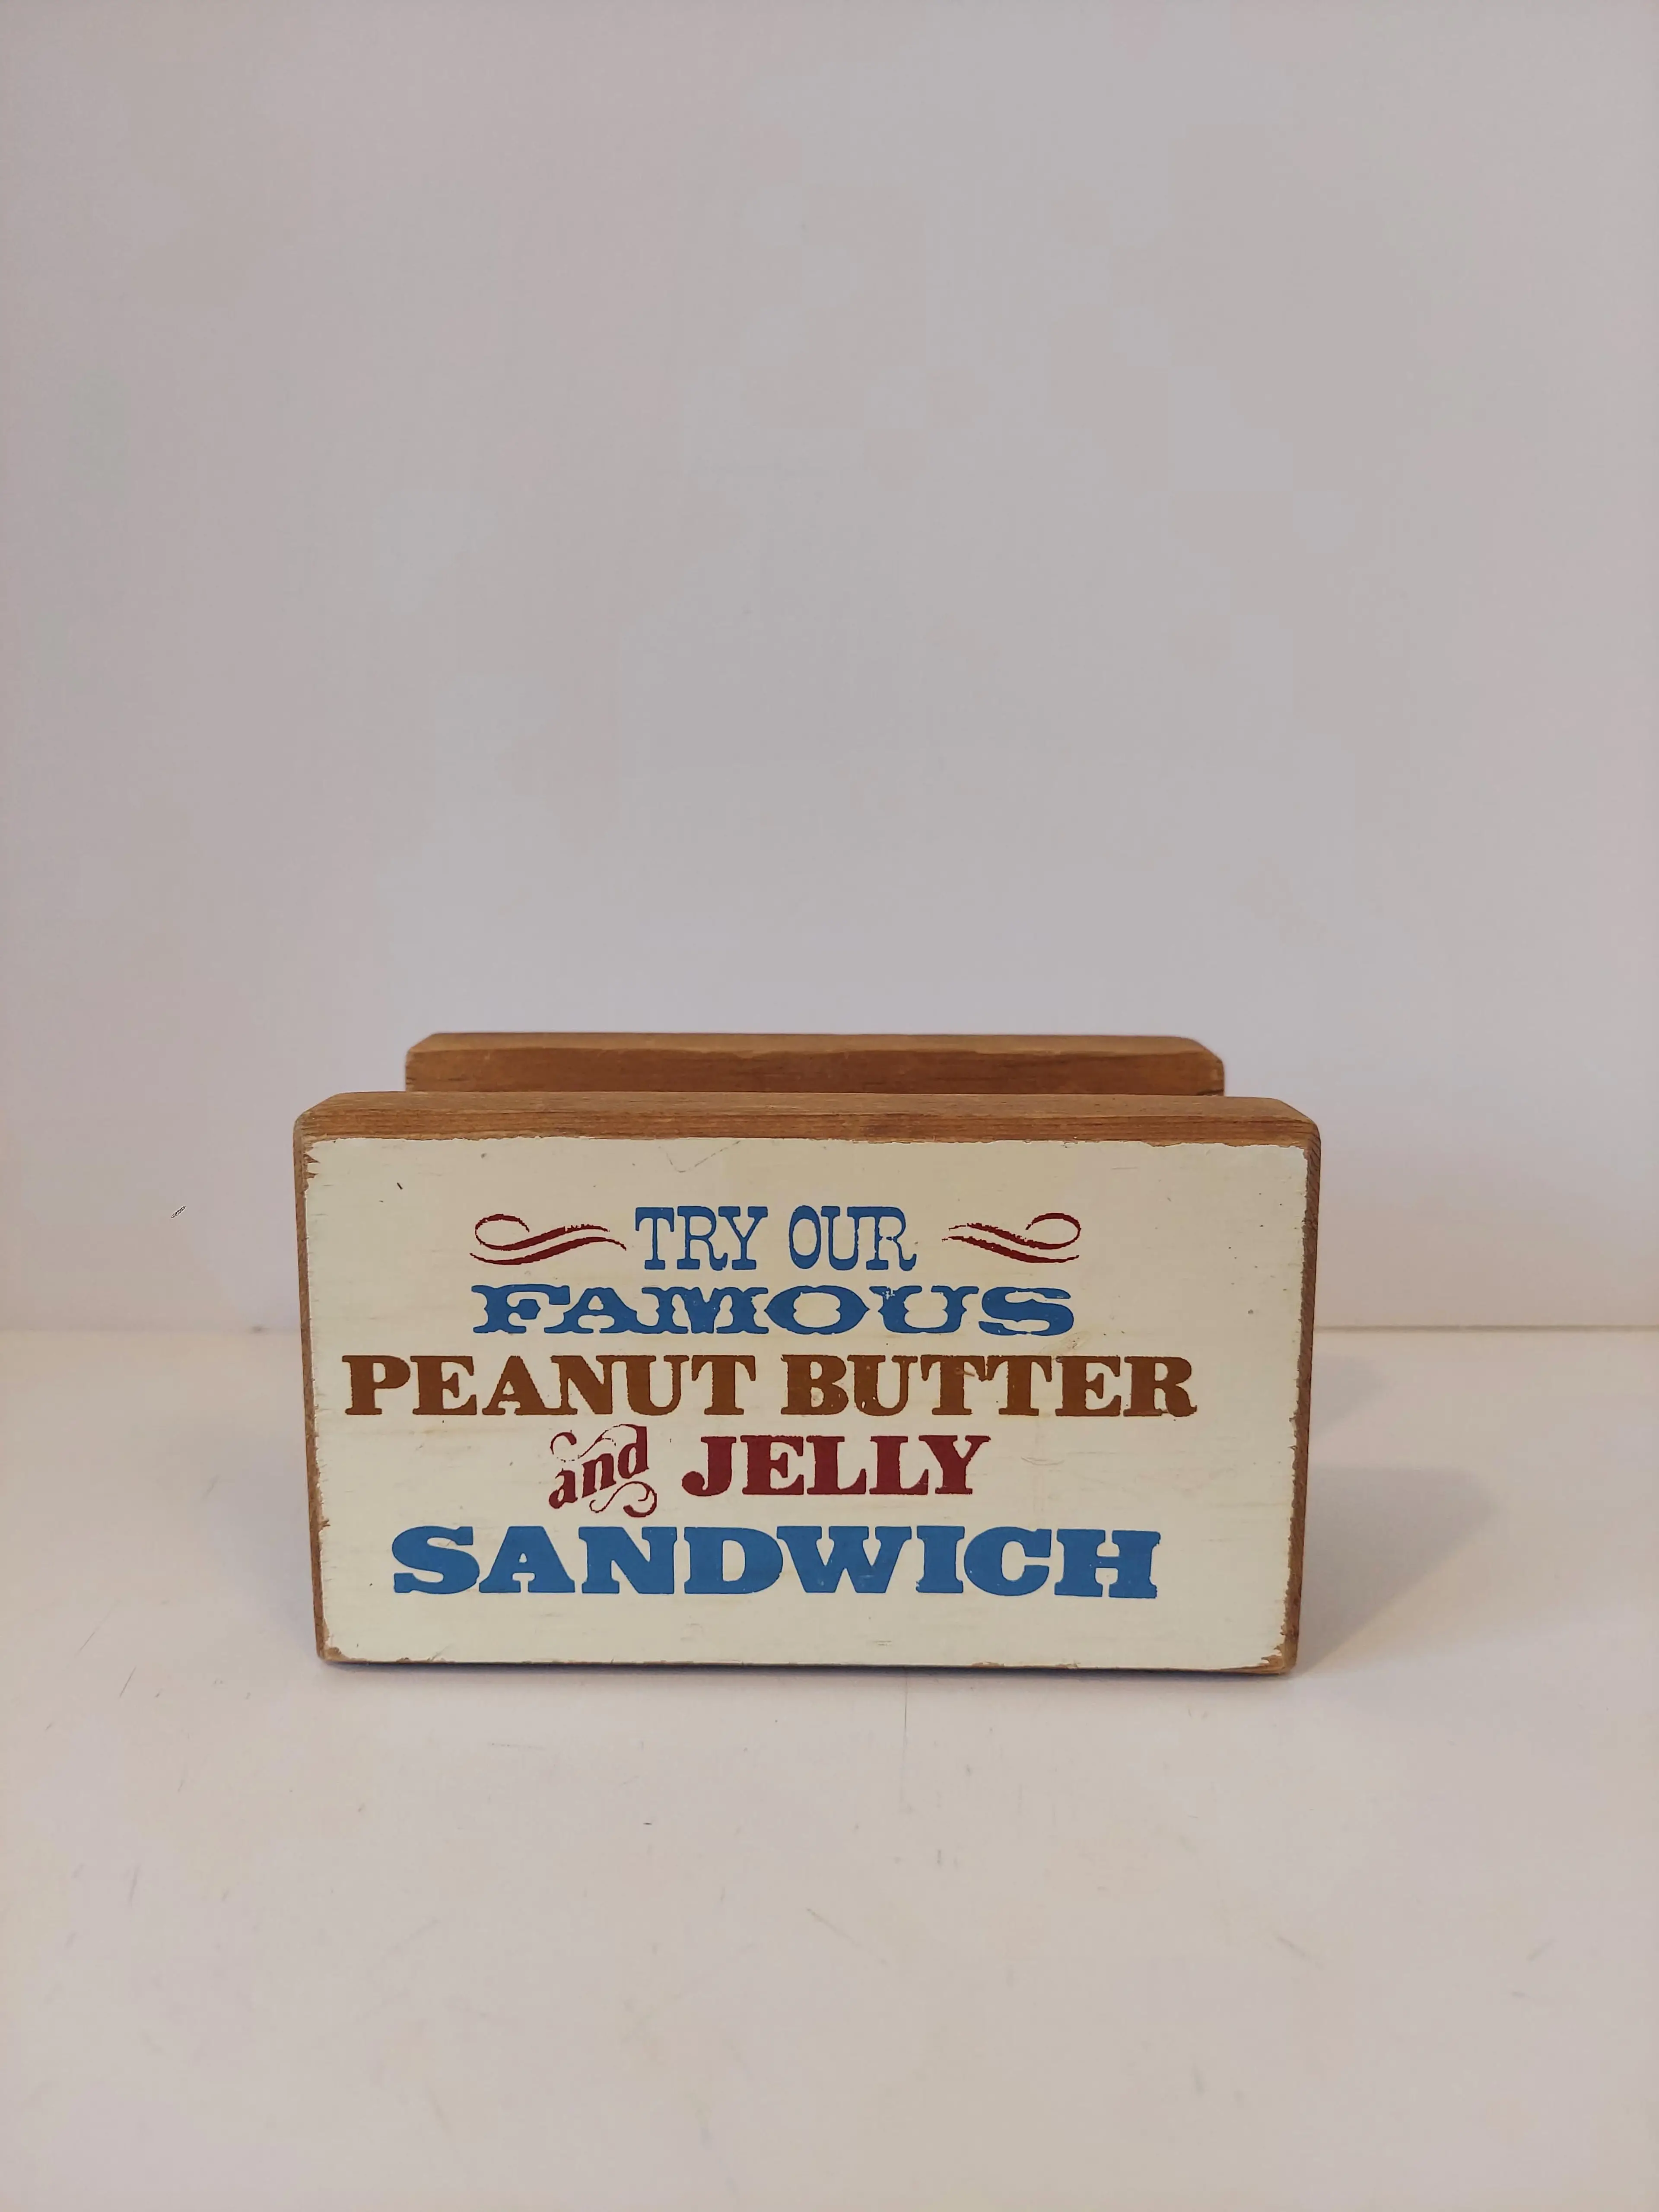 TRY OUR
FAMOUS
PEANUT BUTTER
and JELLY
SANDWICH